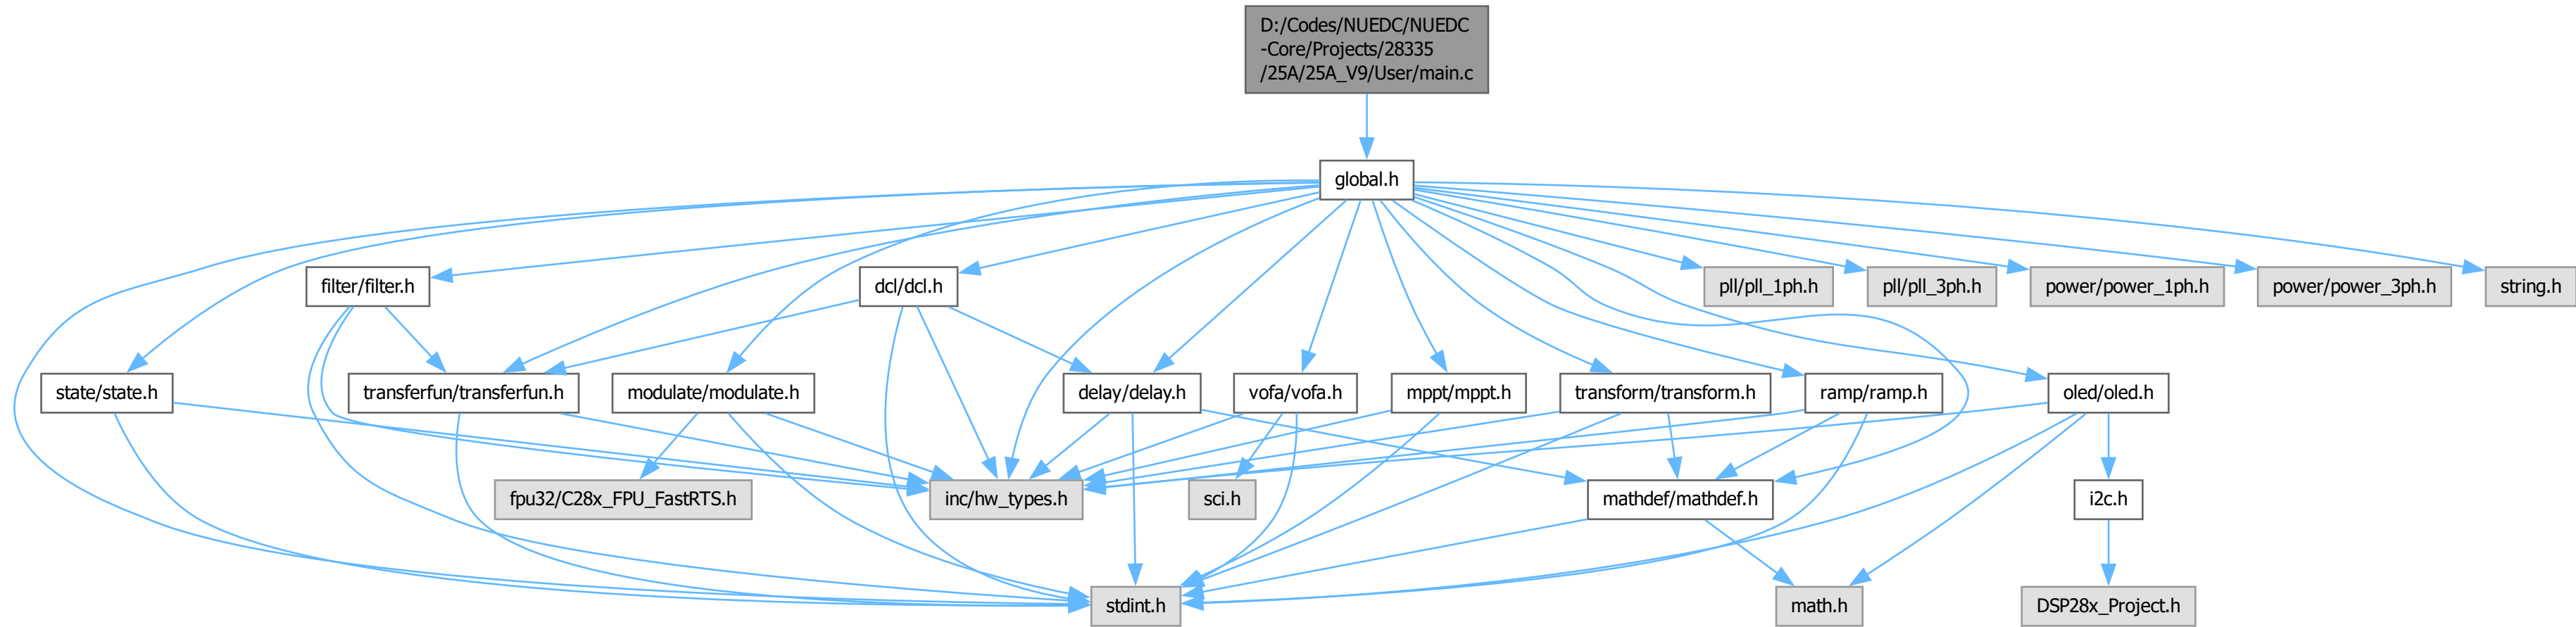 D:/Codes/NUEDC/NUEDC
-Core/Projects/28335
/25A/25A_V9/User/main.c
global.h
filter/filter.h
dcl/dcl.h
pll/pll_1ph.h
pll/pll_3ph.h
power/power_1ph.h
power/power_3ph.h
string.h
state/state.h
transferfun/transferfun.h
modulate/modulate.h
delay/delay.h
vofa/vofa.h
mppt/mppt.h
transform/transform.h
ramp/ramp.h
oled/oled.h
fpu32/C28x_FPU_FastRTS.h
inc/hw_types.h
sci.h
mathdef/mathdef.h
i2c.h
stdint.h
math.h
DSP28x_Project.h